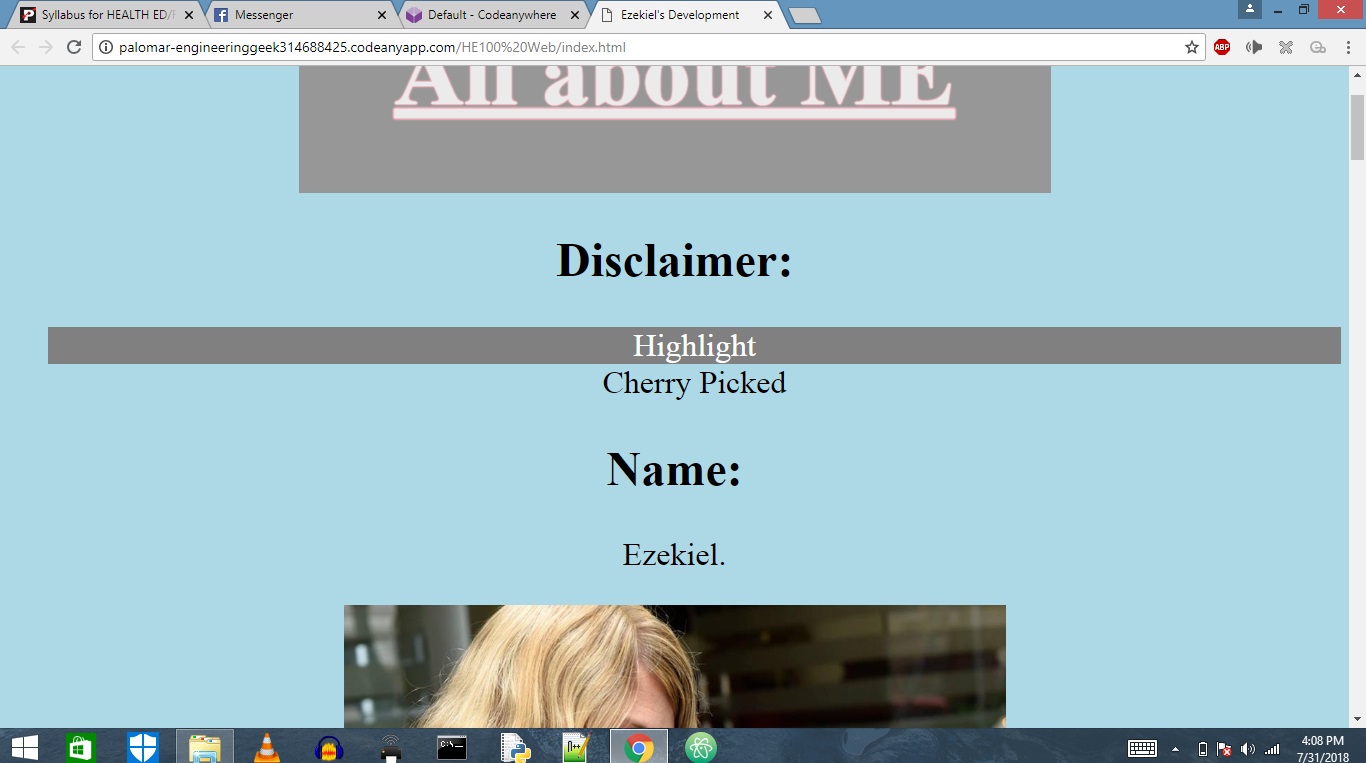 Syllabus for HEALTH ED/
Messenger
Default - Codeanywhere
Ezekiel's Development
palomar-engineeringgeek314688425.codeanyapp.com/HE100%20Web/index.html
ABP
All about ME
Disclaimer:
Highlight
Cherry Picked
Name:
Ezekiel.
C:\_
N++
4:08 PM
7/31/2018